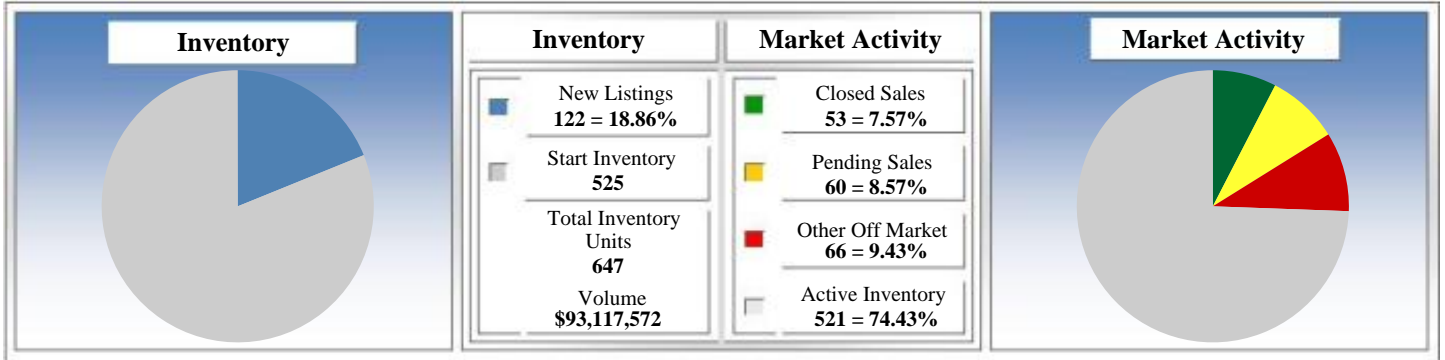 Inventory
Inventory
New Listings
122 = 18.86%
Start Inventory
525
Total Inventory
Units
647
Volume
$93,117,572
Market Activity
Closed Sales
53 = 7.57%
Pending Sales
60 = 8.57%
Other Off Market
66 = 9.43%
Active Inventory
521 = 74.43%
Market Activity